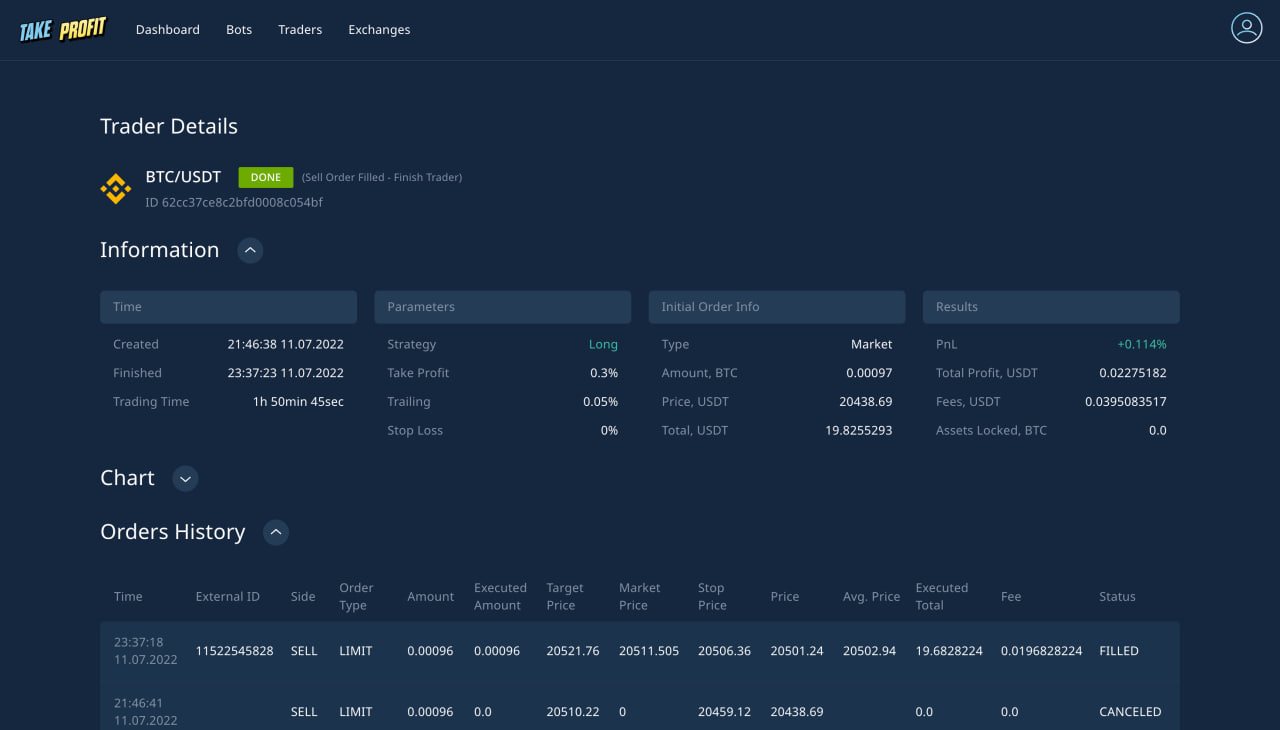 TAKE PROFIT Dashboard Bots Traders Exchanges
Trader Details
BTC/USDT DONE (Sell Order Filled - Finish Trader)
ID 62cc37ce8c2bfd0008c054bf
Information
Time Parameters Initial Order Info Results
Created 21:46:38 11.07.2022 Strategy Long Type Market PnL +0.114%
Finished 23:37:23 11.07.2022 Take Profit 0.3% Amount, BTC 0.00097 Total Profit, USDT 0.02275182
Trading Time 1h 50min 45sec Trailing 0.05% Price, USDT 20438.69 Fees, USDT 0.0395083517
Stop Loss 0% Total, USDT 19.8255293 Assets Locked, BTC 0.0
Chart
Orders History
Time External ID Side Order Type Amount Executed Amount Target Price Market Price Stop Price Price Avg. Price Executed Total Fee Status
23:37:18 11.07.2022 11522545828 SELL LIMIT 0.00096 0.00096 20521.76 20511.505 20506.36 20501.24 20502.94 19.6828224 0.0196828224 FILLED
21:46:41 11.07.2022 SELL LIMIT 0.00096 0.0 20510.22 0 20459.12 20438.69 0.0 0.0 CANCELED